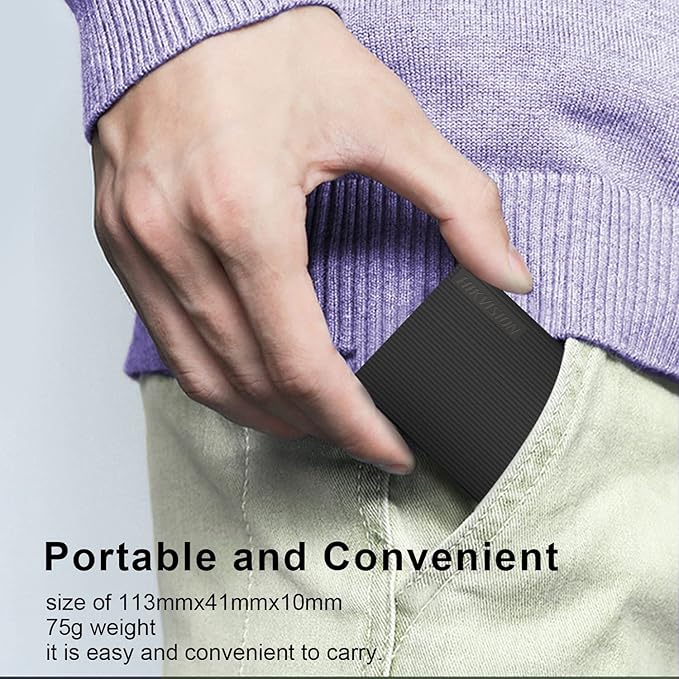 HIKVISION
Portable and Convenient
size of 113mmx41mmx10mm
75g weight
it is easy and convenient to carry.